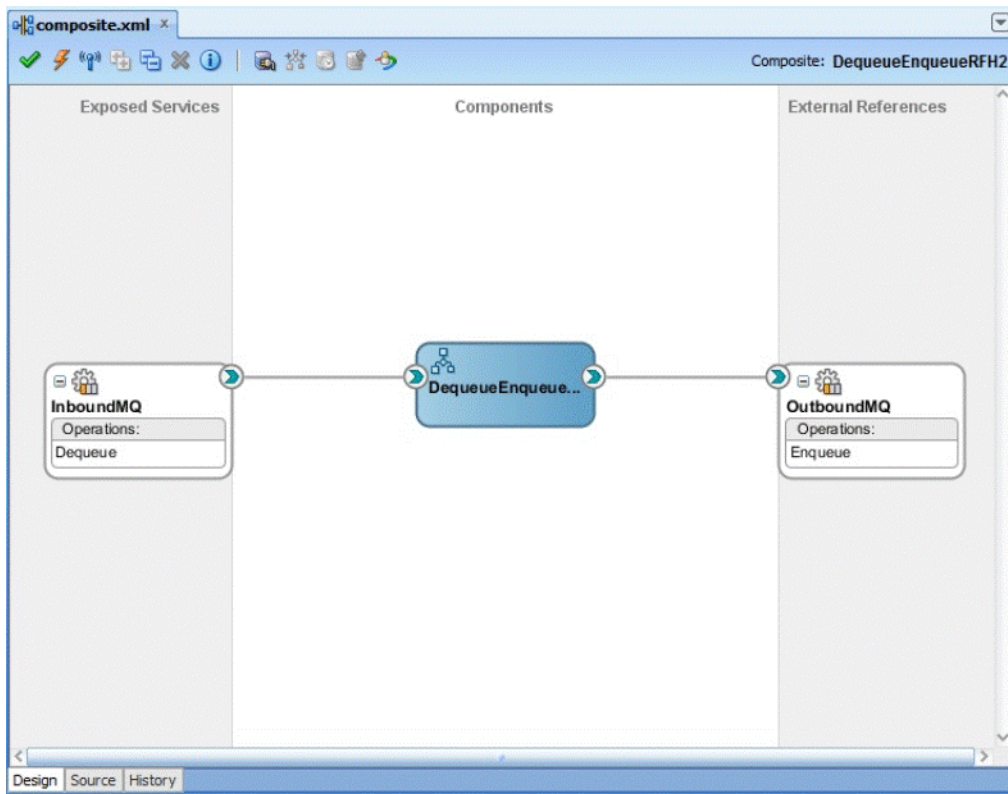 composite.xml
Composite: DequeueEnqueueRFH2
Exposed Services
Components
External References
DequeueEnqueue...
InboundMQ
Operations:
Dequeue
OutboundMQ
Operations:
Enqueue
Design Source History